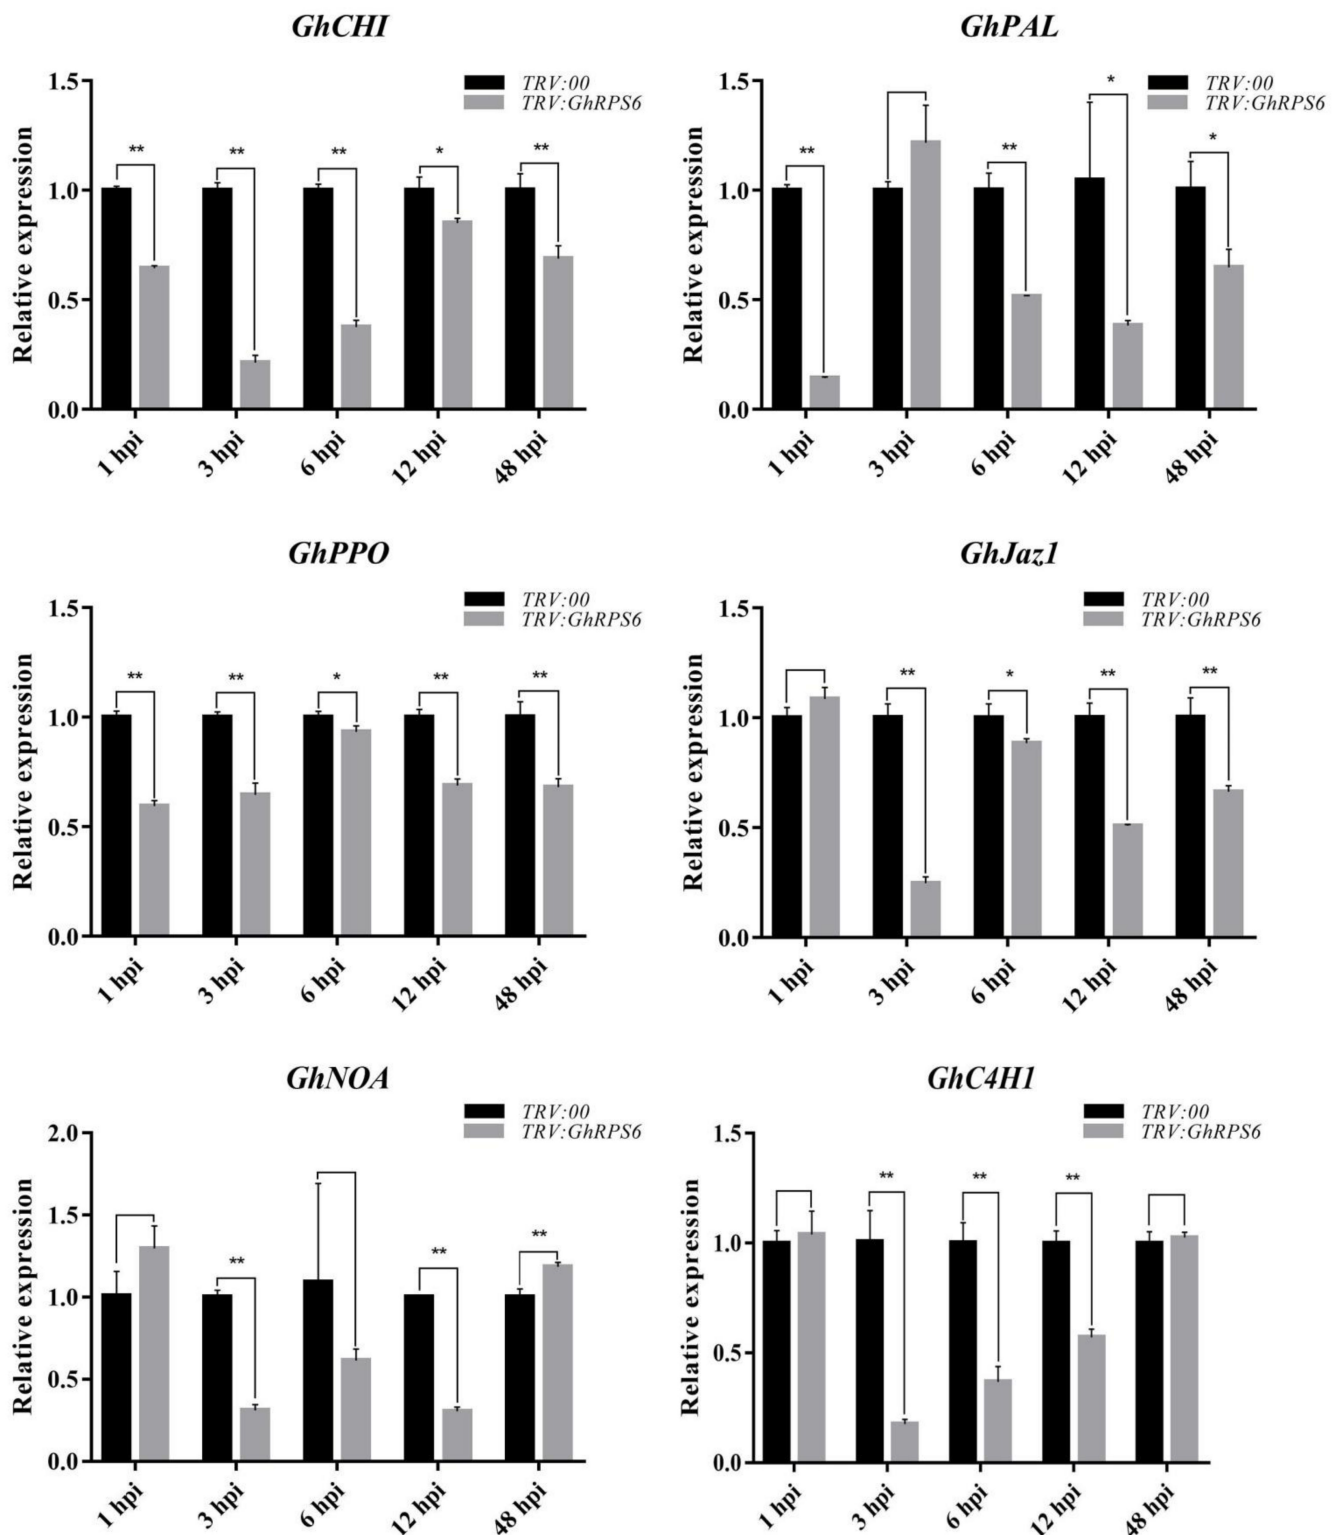 GhCHI
1.5
TRV:00
TRV:GhRPS6
**
**
**
*
**
1.0
0.5
0.0
Relative expression
1 hpi
3 hpi
6 hpi
12 hpi
48 hpi
GhPAL
1.5
TRV:00
TRV:GhRPS6
**
**
*
*
1.0
0.5
0.0
Relative expression
1 hpi
3 hpi
6 hpi
12 hpi
48 hpi
GhPPO
1.5
TRV:00
TRV:GhRPS6
**
**
*
**
**
1.0
0.5
0.0
Relative expression
1 hpi
3 hpi
6 hpi
12 hpi
48 hpi
GhJaz1
1.5
TRV:00
TRV:GhRPS6
**
*
**
**
1.0
0.5
0.0
Relative expression
1 hpi
3 hpi
6 hpi
12 hpi
48 hpi
GhNOA
2.0
TRV:00
TRV:GhRPS6
1.5
**
**
**
1.0
0.5
0.0
Relative expression
1 hpi
3 hpi
6 hpi
12 hpi
48 hpi
GhC4H1
1.5
TRV:00
TRV:GhRPS6
**
**
**
1.0
0.5
0.0
Relative expression
1 hpi
3 hpi
6 hpi
12 hpi
48 hpi